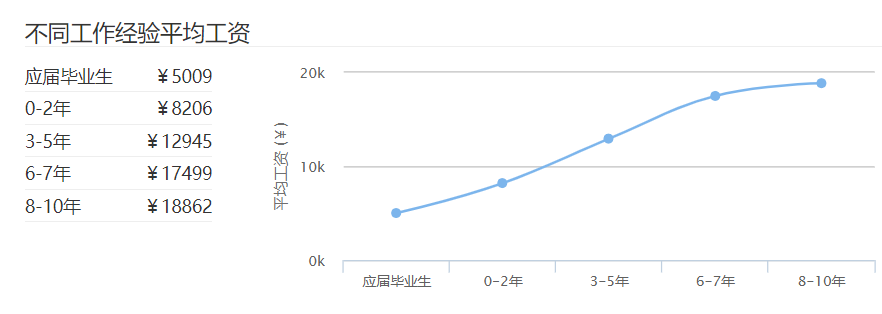 不同工作经验平均工资
应届毕业生 ¥5009
0-2年 ¥8206
3-5年 ¥12945
6-7年 ¥17499
8-10年 ¥18862
20k
10k
0k
平均工资 (¥)
应届毕业生 0-2年 3-5年 6-7年 8-10年